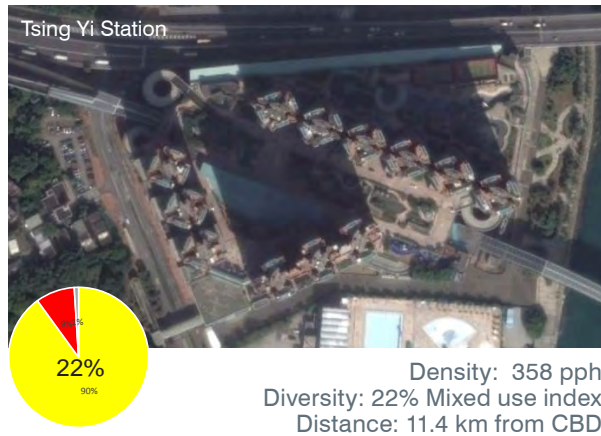 Tsing Yi Station
22%
90%
Density: 358 pph
Diversity: 22% Mixed use index
Distance: 11,4 km from CBD